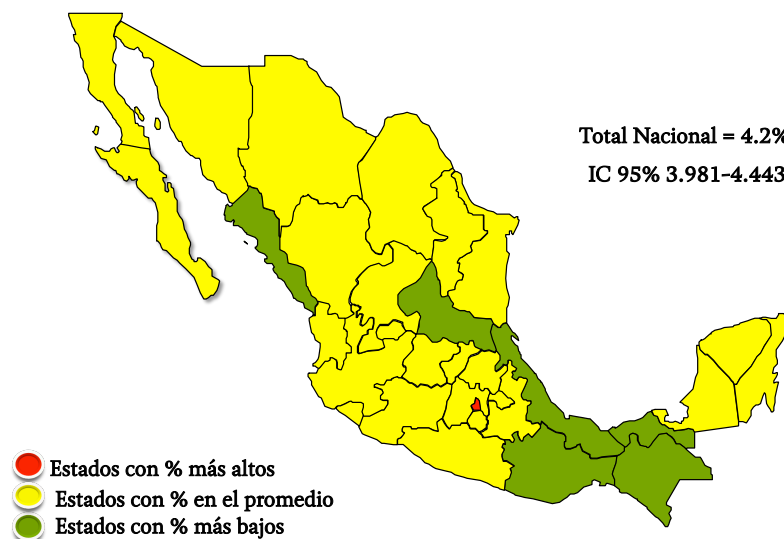 Total Nacional = 4.2%
IC 95% 3.981-4.443
Estados con % más altos
Estados con % en el promedio
Estados con % más bajos